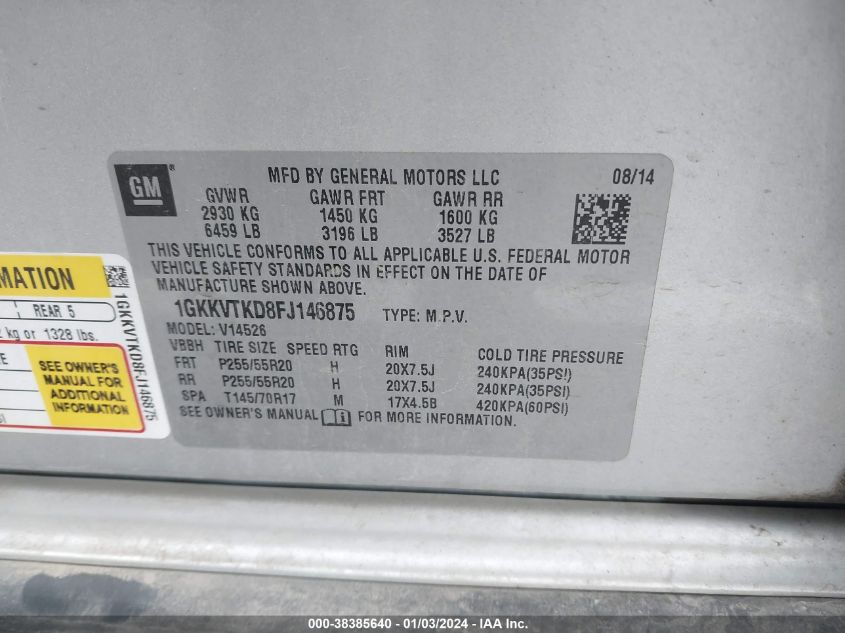 GM
MFD BY GENERAL MOTORS LLC 08/14
GVWR GAWR FRT GAWR RR
2930 KG 1450 KG 1600 KG
6459 LB 3196 LB 3527 LB
THIS VEHICLE CONFORMS TO ALL APPLICABLE U.S. FEDERAL MOTOR
VEHICLE SAFETY STANDARDS IN EFFECT ON THE DATE OF
MANUFACTURE SHOWN ABOVE.
1GKKVTKD8FJ146875 TYPE: M.P.V.
MODEL: V14526
VBBH TIRE SIZE SPEED RTG RIM COLD TIRE PRESSURE
FRT P255/55R20 H 20X7.5J 240KPA(35PSI)
RR P255/55R20 H 20X7.5J 240KPA(35PSI)
SPA T145/70R17 M 17X4.5B 420KPA(60PSI)
SEE OWNER'S MANUAL FOR MORE INFORMATION.
REAR 5
kg or 1328 lbs.
SEE OWNER'S
MANUAL FOR
ADDITIONAL
INFORMATION
1GKKVTKD8FJ146875
000-38385640 - 01/03/2024 - IAA Inc.